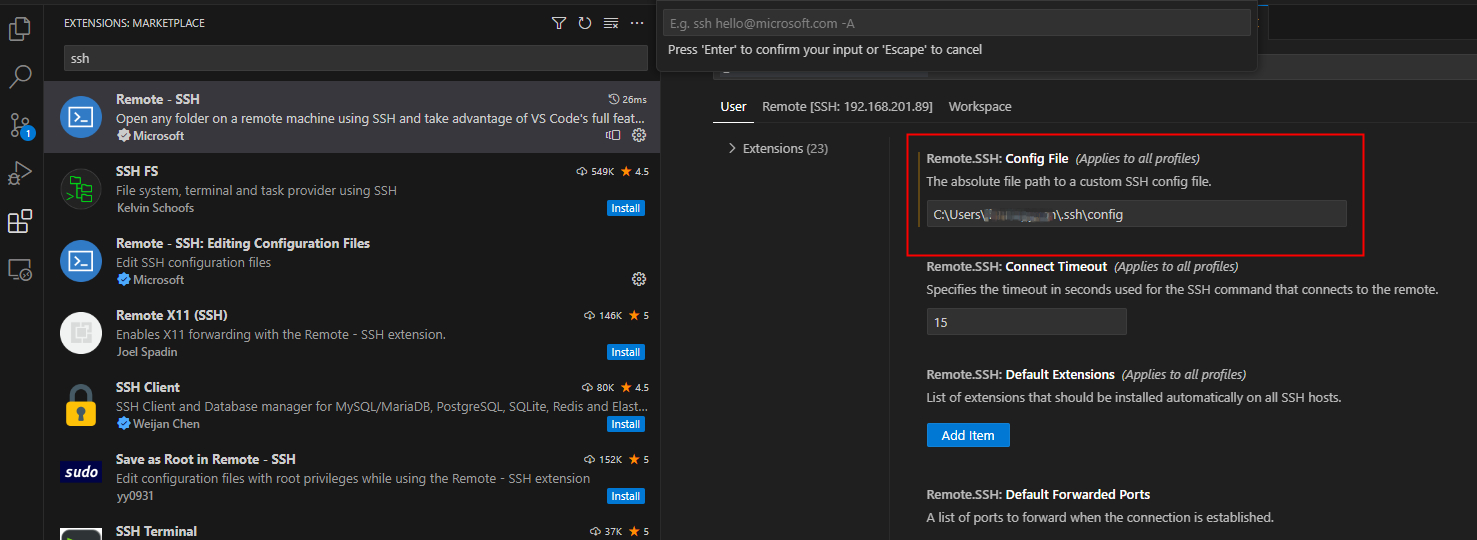 EXTENSIONS: MARKETPLACE
ssh
Remote - SSH
26ms
Open any folder on a remote machine using SSH and take advantage of VS Code's full feat...
Microsoft
SSH FS
549K 4.5
File system, terminal and task provider using SSH
Kelvin Schoofs
Install
Remote - SSH: Editing Configuration Files
Edit SSH configuration files
Microsoft
Remote X11 (SSH)
146K 5
Enables X11 forwarding with the Remote - SSH extension.
Joel Spadin
Install
SSH Client
80K 4.5
SSH Client and Database manager for MySQL/MariaDB, PostgreSQL, SQLite, Redis and Elast...
Weijan Chen
Install
sudo
Save as Root in Remote - SSH
152K 5
Edit configuration files with root privileges while using the Remote - SSH extension
yy0931
Install
SSH Terminal
37K 5
1
E.g. ssh hello@microsoft.com -A
Press 'Enter' to confirm your input or 'Escape' to cancel
User Remote [SSH: 192.168.201.89] Workspace
Extensions (23)
Remote.SSH: Config File (Applies to all profiles)
The absolute file path to a custom SSH config file.
C:\Users\ \.ssh\config
Remote.SSH: Connect Timeout (Applies to all profiles)
Specifies the timeout in seconds used for the SSH command that connects to the remote.
15
Remote.SSH: Default Extensions (Applies to all profiles)
List of extensions that should be installed automatically on all SSH hosts.
Add Item
Remote.SSH: Default Forwarded Ports
A list of ports to forward when the connection is established.